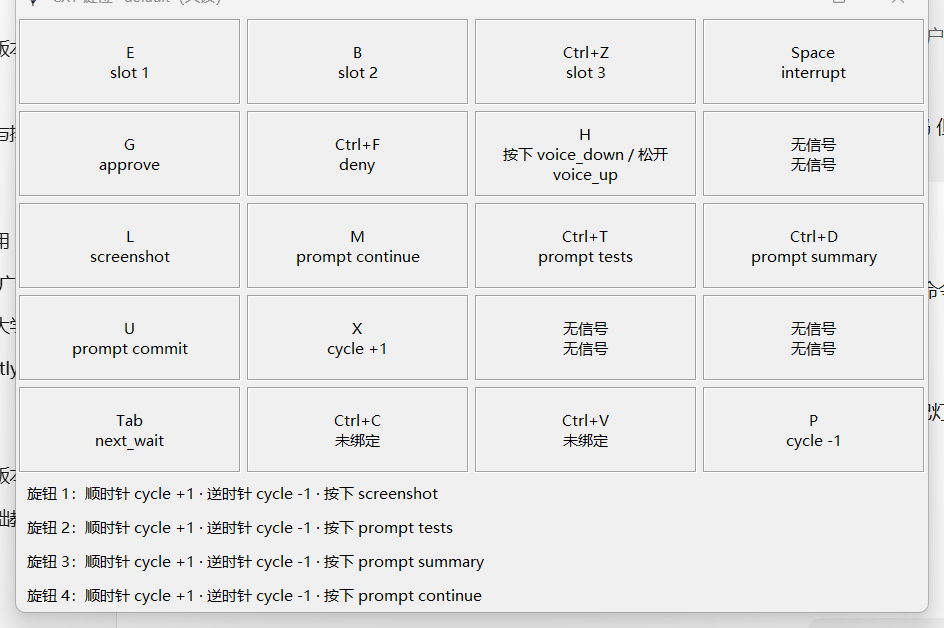 E
slot 1
B
slot 2
Ctrl+Z
slot 3
Space
interrupt
G
approve
Ctrl+F
deny
H
按下 voice_down / 松开
voice_up
无信号
无信号
L
screenshot
M
prompt continue
Ctrl+T
prompt tests
Ctrl+D
prompt summary
U
prompt commit
X
cycle +1
无信号
无信号
无信号
无信号
Tab
next_wait
Ctrl+C
未绑定
Ctrl+V
未绑定
P
cycle -1
旋钮 1：顺时针 cycle +1 · 逆时针 cycle -1 · 按下 screenshot
旋钮 2：顺时针 cycle +1 · 逆时针 cycle -1 · 按下 prompt tests
旋钮 3：顺时针 cycle +1 · 逆时针 cycle -1 · 按下 prompt summary
旋钮 4：顺时针 cycle +1 · 逆时针 cycle -1 · 按下 prompt continue